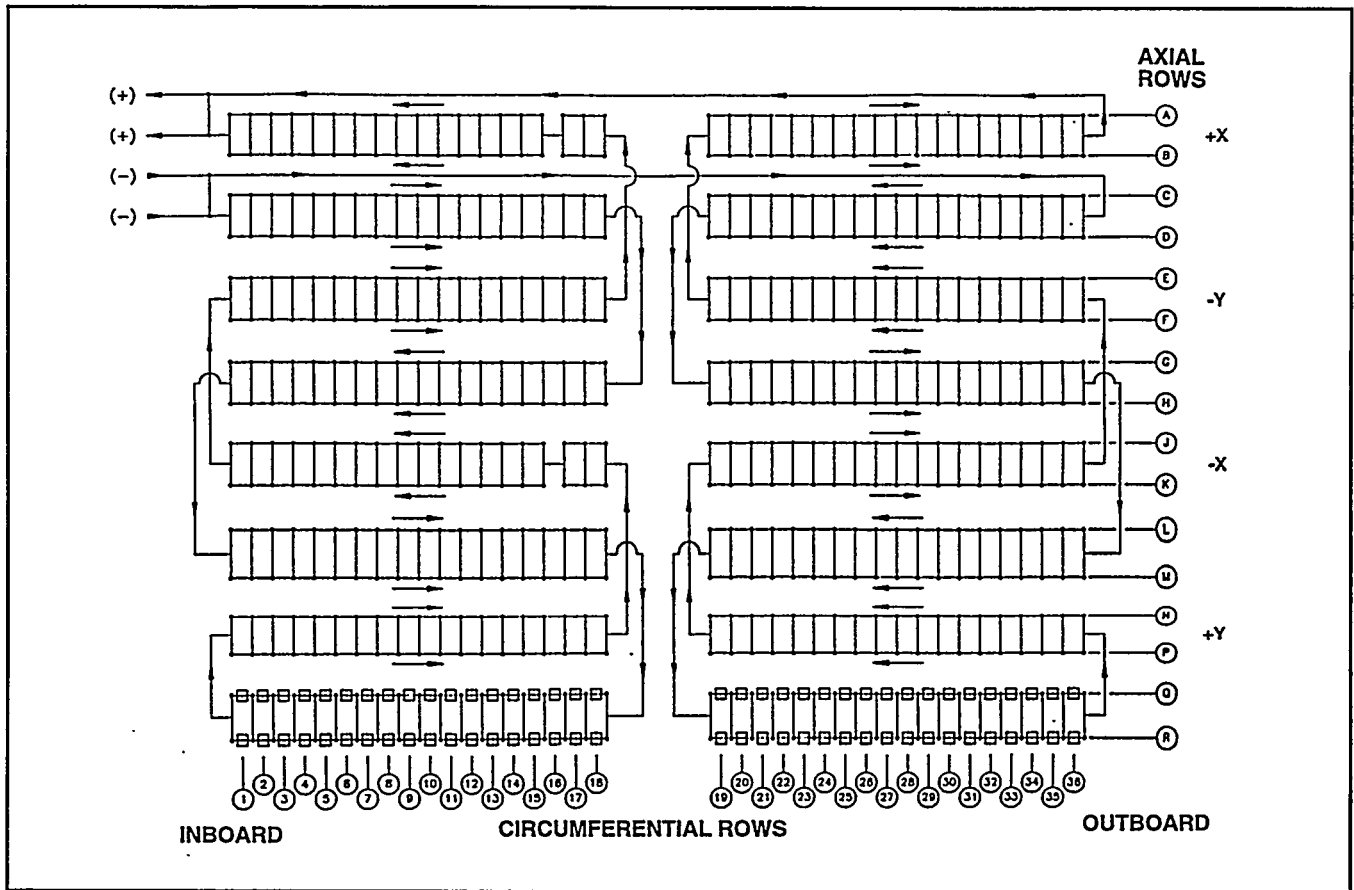 AXIAL
ROWS
(+)
A
(+)
+X
B
(-)
C
(-)
D
E
-Y
F
G
H
J
-X
K
L
M
N
+Y
P
Q
R
1 2 3 4 5 6 7 8 9 10 11 12 13 14 15 16 17 18 19 20 21 22 23 24 25 26 27 28 29 30 31 32 33 34 35 36
INBOARD CIRCUMFERENTIAL ROWS OUTBOARD